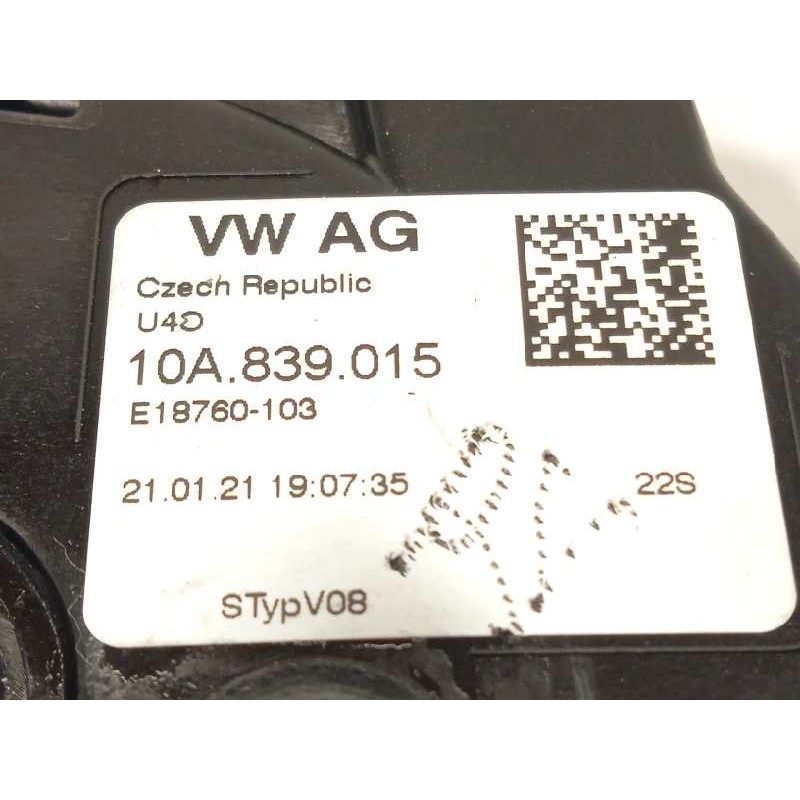 VW AG
Czech Republic
U4D
10A.839.015
E18760-103
21.01.21 19:07:35 22S
STypV08